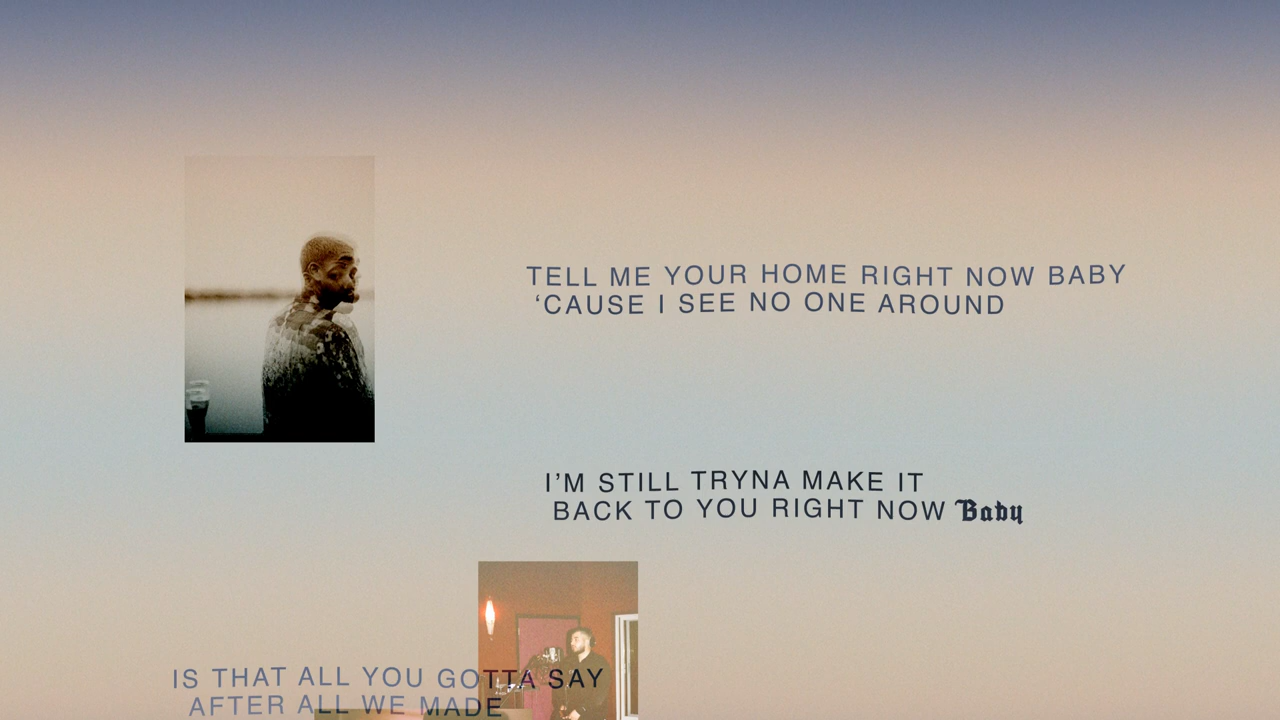 TELL ME YOUR HOME RIGHT NOW BABY
‘CAUSE I SEE NO ONE AROUND
I’M STILL TRYNA MAKE IT
BACK TO YOU RIGHT NOW Baby
IS THAT ALL YOU GOTTA SAY
AFTER ALL WE MADE